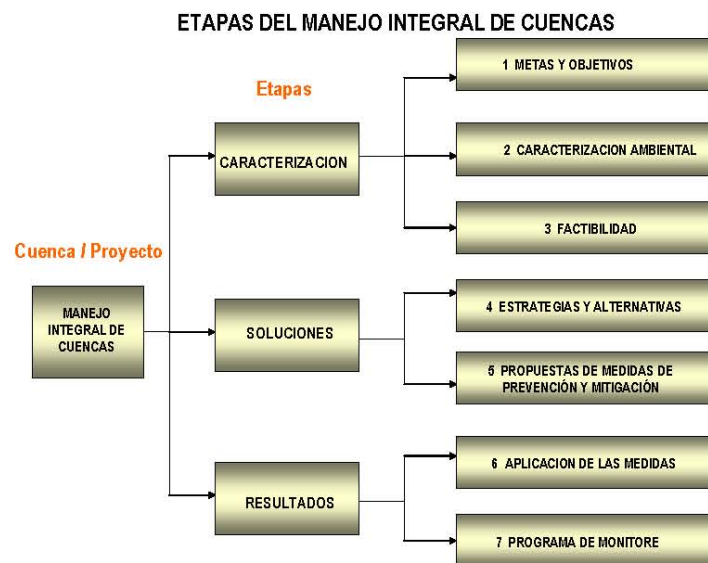 ETAPAS DEL MANEJO INTEGRAL DE CUENCAS
Etapas
Cuenca / Proyecto
MANEJO
INTEGRAL DE
CUENCAS
CARACTERIZACION
1 METAS Y OBJETIVOS
2 CARACTERIZACION AMBIENTAL
3 FACTIBILIDAD
SOLUCIONES
4 ESTRATEGIAS Y ALTERNATIVAS
5 PROPUESTAS DE MEDIDAS DE
PREVENCIÓN Y MITIGACIÓN
RESULTADOS
6 APLICACION DE LAS MEDIDAS
7 PROGRAMA DE MONITORE